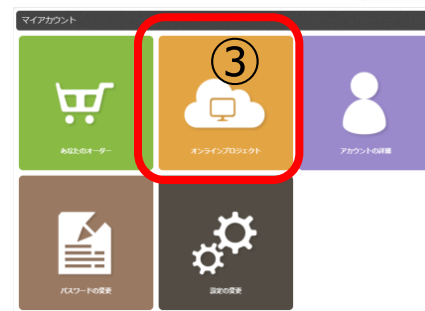 マイアカウント
③
あなたのオーダー
オンラインプロジェクト
アカウントの詳細
パスワードの変更
設定の変更